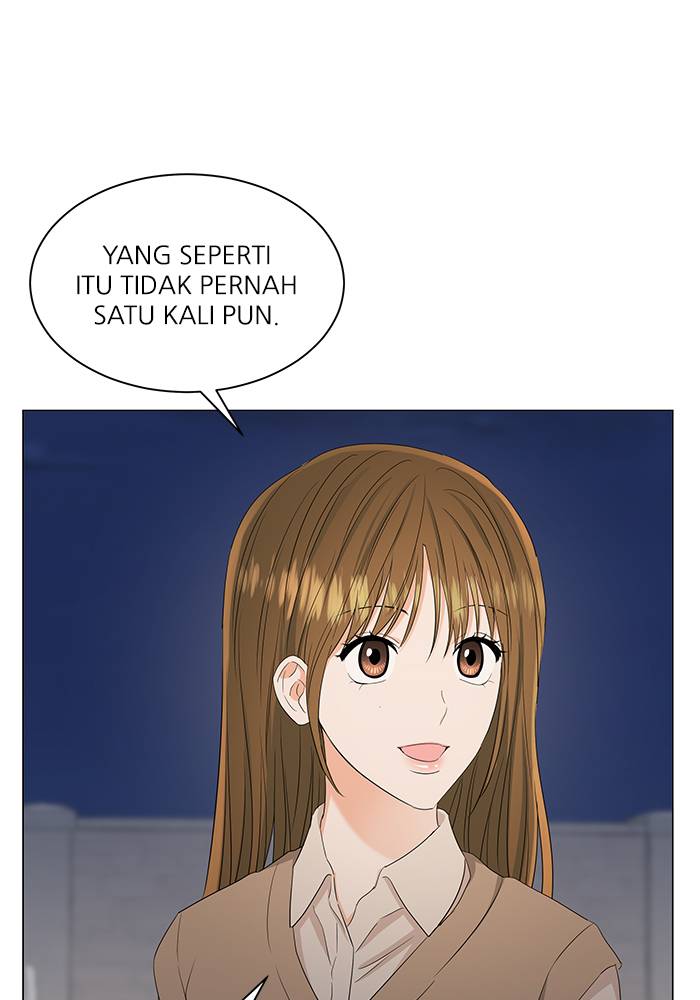 YANG SEPERTI
ITU TIDAK PERNAH
SATU KALI PUN.